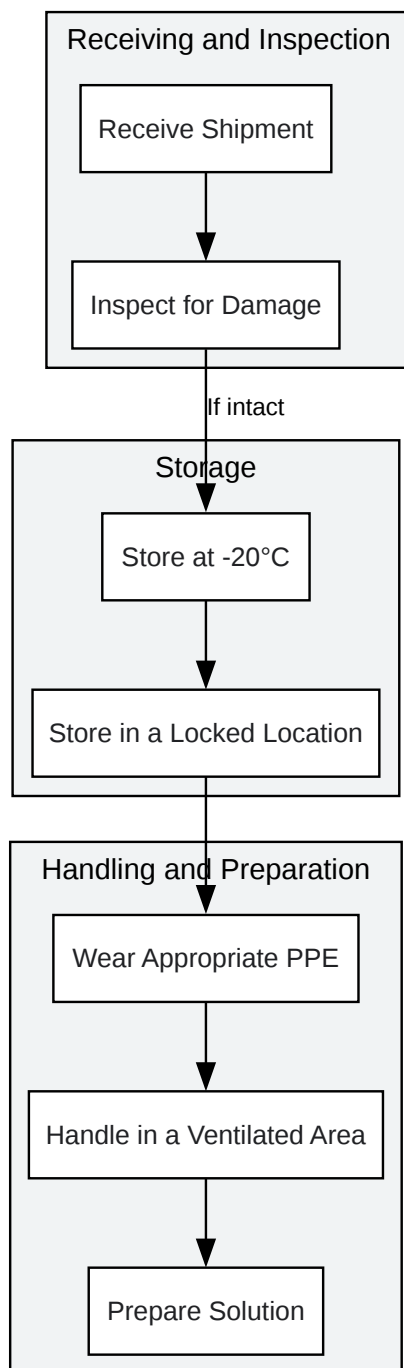 Receiving and Inspection
Receive Shipment
Inspect for Damage
If intact
Storage
Store at -20°C
Store in a Locked Location
Handling and Preparation
Wear Appropriate PPE
Handle in a Ventilated Area
Prepare Solution